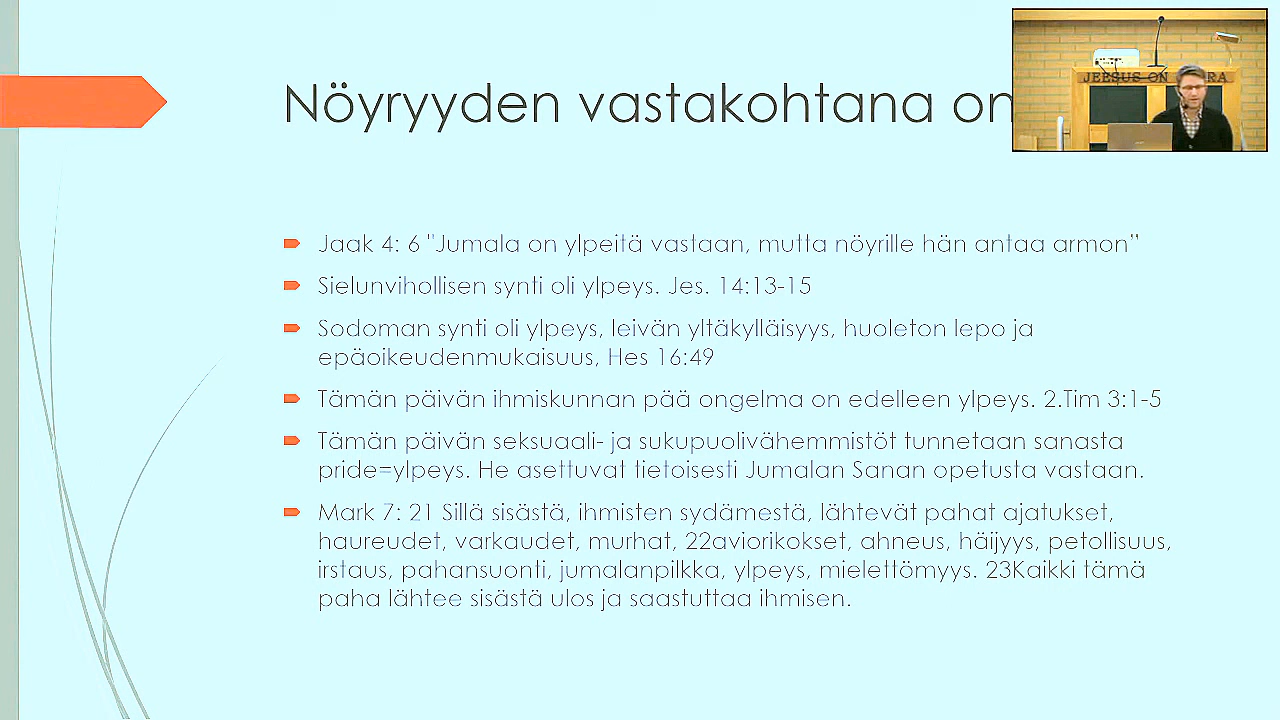 Nöyryyden vastakohtana on
JEESUS ON
RA
Jaak 4: 6 "Jumala on ylpeitä vastaan, mutta nöyrille hän antaa armon”
Sielunvihollisen synti oli ylpeys. Jes. 14:13-15
Sodoman synti oli ylpeys, leivän yltäkylläisyys, huoleton lepo ja
epäoikeudenmukaisuus, Hes 16:49
Tämän päivän ihmiskunnan pää ongelma on edelleen ylpeys. 2.Tim 3:1-5
Tämän päivän seksuaali- ja sukupuolivähemmistöt tunnetaan sanasta
pride=ylpeys. He asettuvat tietoisesti Jumalan Sanan opetusta vastaan.
Mark 7: 21 Sillä sisästä, ihmisten sydämestä, lähtevät pahat ajatukset,
haureudet, varkaudet, murhat, 22aviorikokset, ahneus, häijyys, petollisuus,
irstaus, pahansuonti, jumalanpilkka, ylpeys, mielettömyys. 23Kaikki tämä
paha lähtee sisästä ulos ja saastuttaa ihmisen.